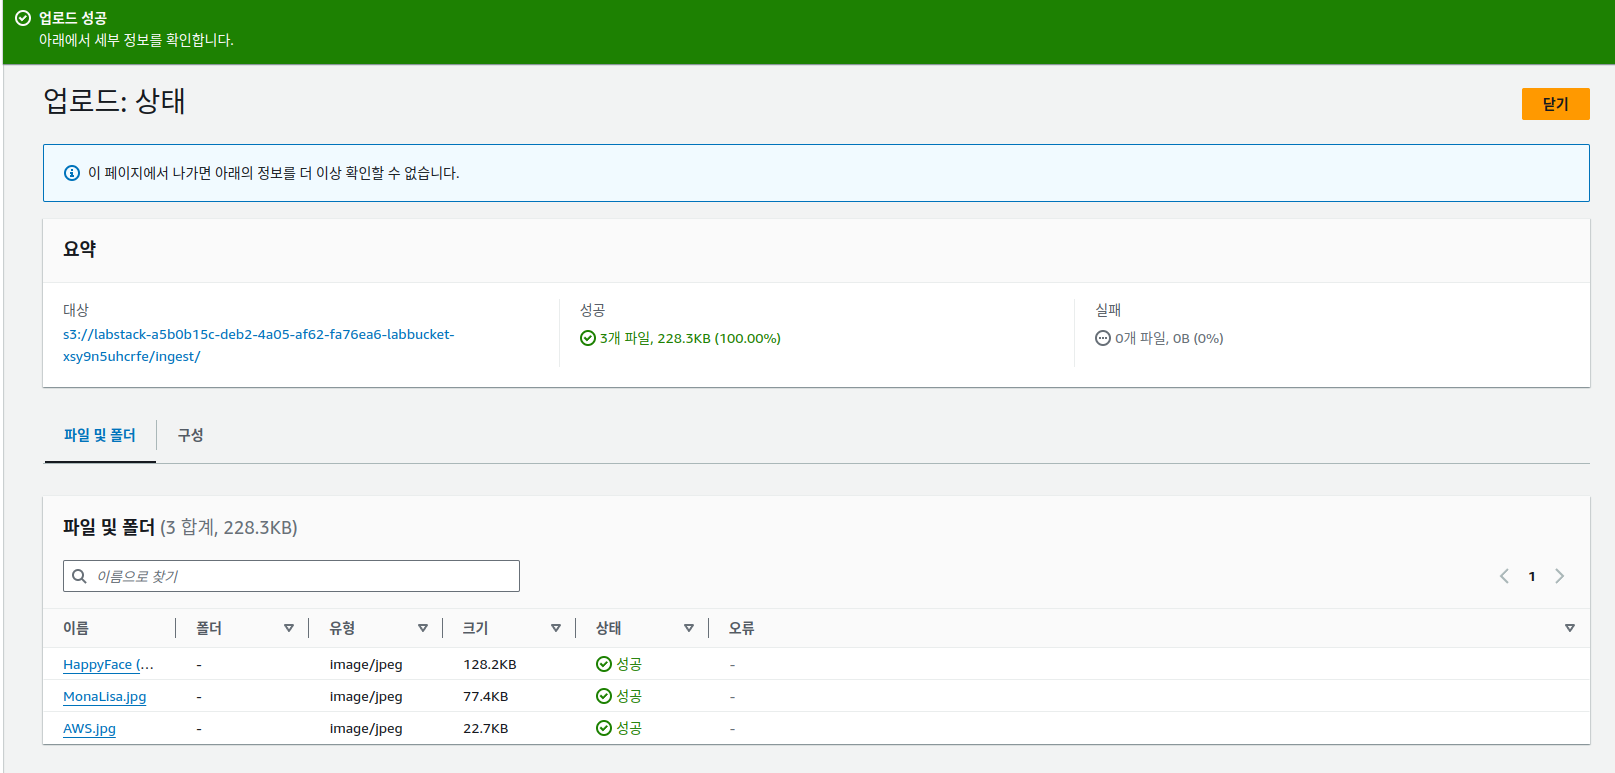 업로드 성공
아래에서 세부 정보를 확인합니다.
업로드: 상태
닫기
이 페이지에서 나가면 아래의 정보를 더 이상 확인할 수 없습니다.
요약
대상
s3://labstack-a5b0b15c-deb2-4a05-af62-fa76ea6-labbucket-
xsy9n5uhcrfe/ingest/
성공
3개 파일, 228.3KB (100.00%)
실패
0개 파일, 0B (0%)
파일 및 폴더
구성
파일 및 폴더 (3 합계, 228.3KB)
이름으로 찾기
1
이름 폴더 유형 크기 상태 오류
HappyFace (... - image/jpeg 128.2KB 성공 -
MonaLisa.jpg - image/jpeg 77.4KB 성공 -
AWS.jpg - image/jpeg 22.7KB 성공 -